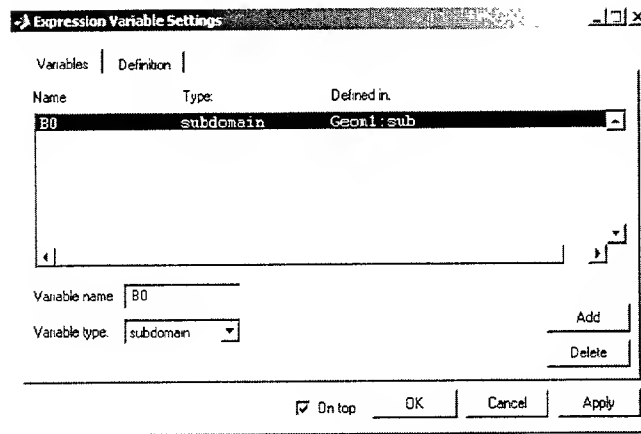 Expression Variable Settings
Variables Definition
Name Type: Defined in.
B0 subdomain Geom1:sub
Variable name B0
Variable type. subdomain
Add
Delete
On top OK Cancel Apply